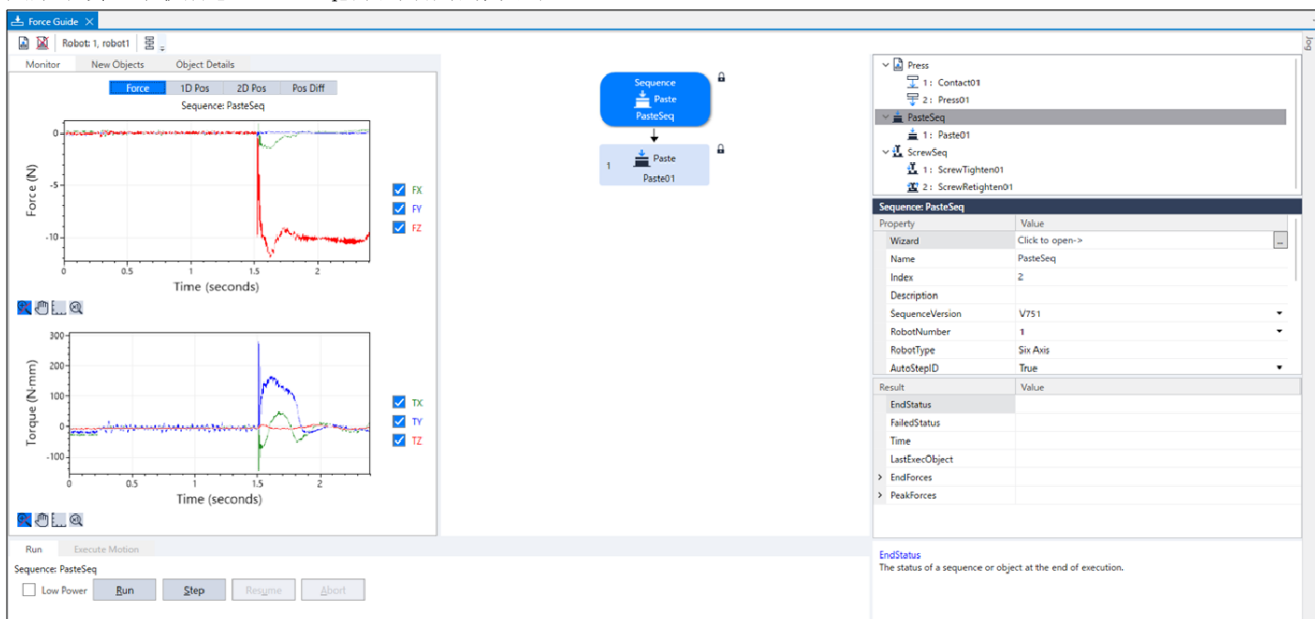 Force Guide
Robot: 1, robot1
Jog
Monitor New Objects Object Details
Force 1D Pos 2D Pos Pos Diff
Sequence: PasteSeq
Force (N)
0
-5
-10
0 0.5 1 1.5 2
Time (seconds)
FX
FY
FZ
Torque (N·mm)
300
200
100
0
-100
0 0.5 1 1.5 2
Time (seconds)
TX
TY
TZ
Run Execute Motion
Sequence: PasteSeq
Low Power Run Step Resume Abort
Sequence
Paste
PasteSeq
1 Paste
Paste01
Press
1: Contact01
2: Press01
PasteSeq
1: Paste01
ScrewSeq
1: ScrewTighten01
2: ScrewRetighten01
Sequence: PasteSeq
Property Value
Wizard Click to open-> ...
Name PasteSeq
Index 2
Description
SequenceVersion V751
RobotNumber 1
RobotType Six Axis
AutoStepID True
Result Value
EndStatus
FailedStatus
Time
LastExecObject
EndForces
PeakForces
EndStatus
The status of a sequence or object at the end of execution.